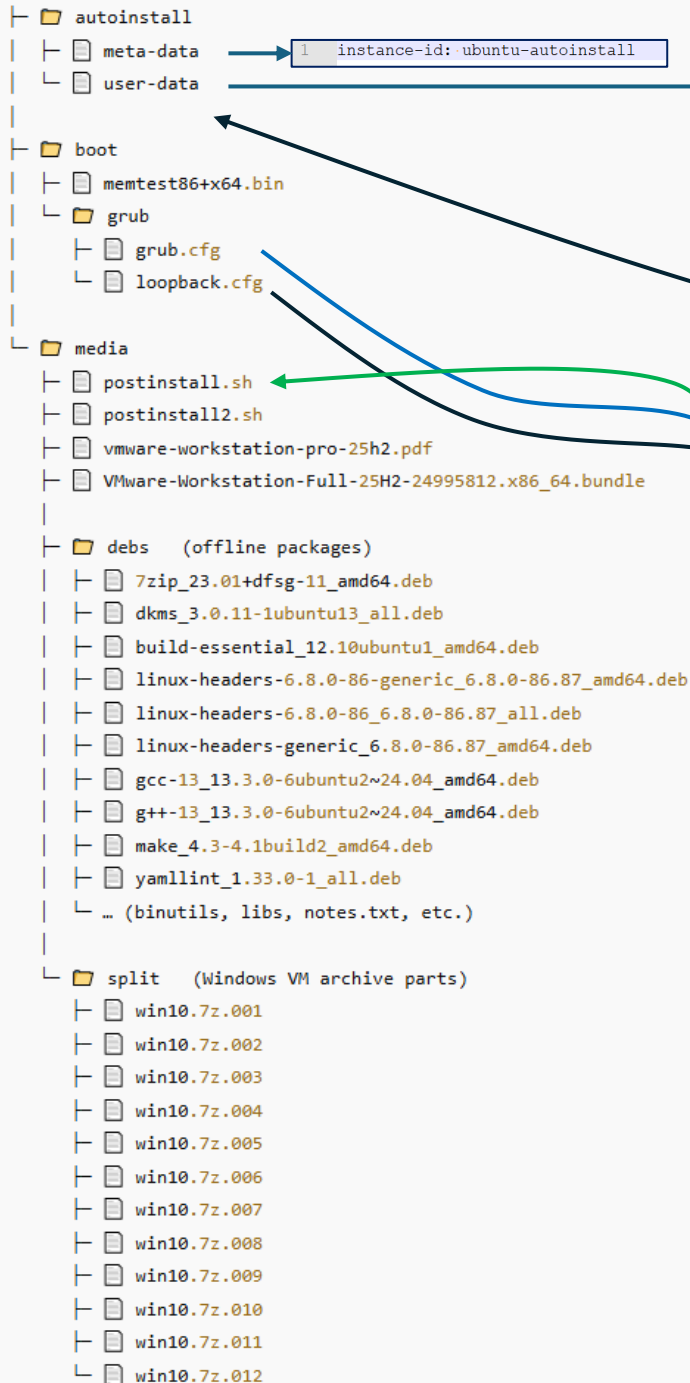 autoinstall
meta-data
1 instance-id: ubuntu-autoinstall
user-data
boot
memtest86+x64.bin
grub
grub.cfg
loopback.cfg
media
postinstall.sh
postinstall2.sh
vmware-workstation-pro-25h2.pdf
VMware-Workstation-Full-25H2-24995812.x86_64.bundle
debs (offline packages)
7zip_23.01+dfsg-11_amd64.deb
dkms_3.0.11-1ubuntu13_all.deb
build-essential_12.10ubuntu1_amd64.deb
linux-headers-6.8.0-86-generic_6.8.0-86.87_amd64.deb
linux-headers-6.8.0-86_6.8.0-86.87_all.deb
linux-headers-generic_6.8.0-86.87_amd64.deb
gcc-13_13.3.0-6ubuntu2~24.04_amd64.deb
g++-13_13.3.0-6ubuntu2~24.04_amd64.deb
make_4.3-4.1build2_amd64.deb
yamllint_1.33.0-1_all.deb
… (binutils, libs, notes.txt, etc.)
split (Windows VM archive parts)
win10.7z.001
win10.7z.002
win10.7z.003
win10.7z.004
win10.7z.005
win10.7z.006
win10.7z.007
win10.7z.008
win10.7z.009
win10.7z.010
win10.7z.011
win10.7z.012